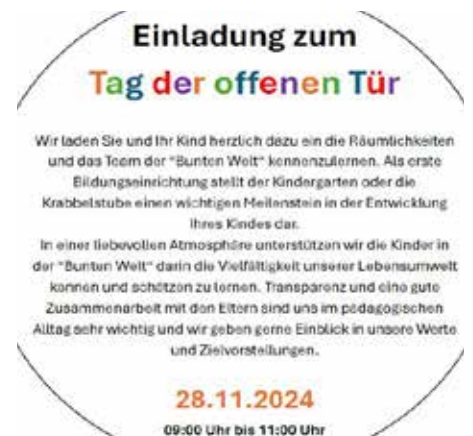 Einladung zum
Tag der offenen Tür
Wir laden Sie und Ihr Kind herzlich dazu ein die Räumlichkeiten
und das Team der "Bunten Welt" kennenzulernen. Als erste
Bildungseinrichtung stellt der Kindergarten oder die
Krabbelstube einen wichtigen Meilenstein in der Entwicklung
Ihres Kindes dar.
In einer liebevollen Atmosphäre unterstützen wir die Kinder in
der "Bunten Welt" darin die Vielfältigkeit unserer Lebensumwelt
kennen und schätzen zu lernen. Transparenz und eine gute
Zusammenarbeit mit den Eltern sind uns im pädagogischen
Alltag sehr wichtig und wir geben gerne Einblick in unsere Werte
und Zielvorstellungen.
28.11.2024
09:00 Uhr bis 11:00 Uhr